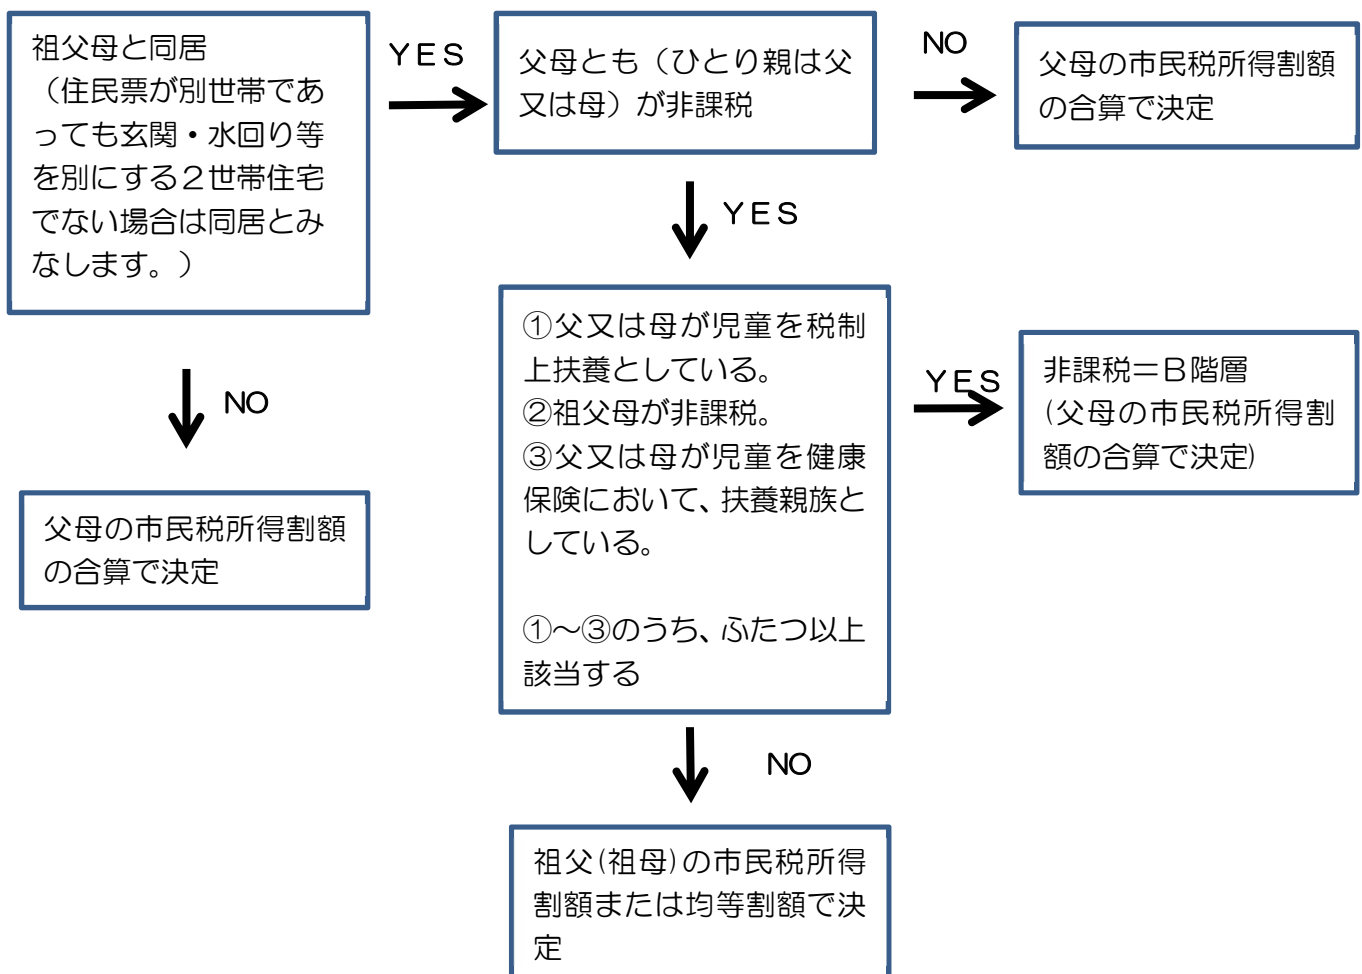 祖父母と同居
（住民票が別世帯であ
っても玄関・水回り等
を別にする２世帯住宅
でない場合は同居とみ
なします。）
ＹＥＳ
父母とも（ひとり親は父
又は母）が非課税
NO
父母の市民税所得割額
の合算で決定
ＹＥＳ
NO
父母の市民税所得割額
の合算で決定
①父又は母が児童を税制
上扶養としている。
②祖父母が非課税。
③父又は母が児童を健康
保険において、扶養親族と
している。
①～③のうち、ふたつ以上
該当する
ＹＥＳ
非課税＝Ｂ階層
(父母の市民税所得割
額の合算で決定)
NO
祖父(祖母)の市民税所得
割額または均等割額で決
定